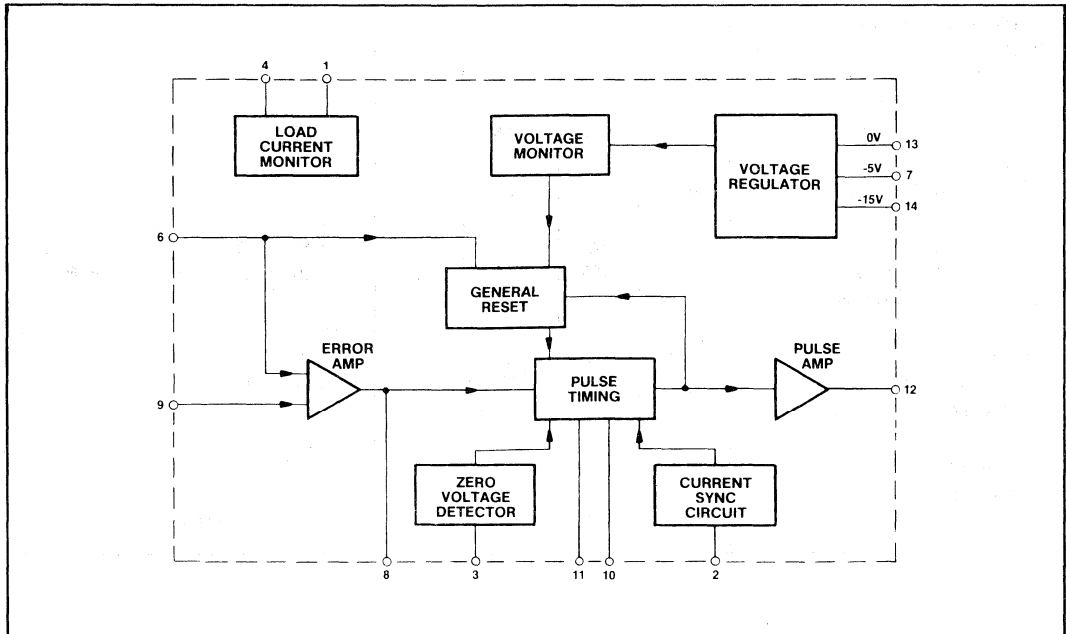 4 1
LOAD
CURRENT
MONITOR
VOLTAGE
MONITOR
VOLTAGE
REGULATOR
0V 13
-5V 7
-15V 14
6
GENERAL
RESET
ERROR
AMP
9
PULSE
TIMING
PULSE
AMP
12
ZERO
VOLTAGE
DETECTOR
CURRENT
SYNC
CIRCUIT
8 3 11 10 2